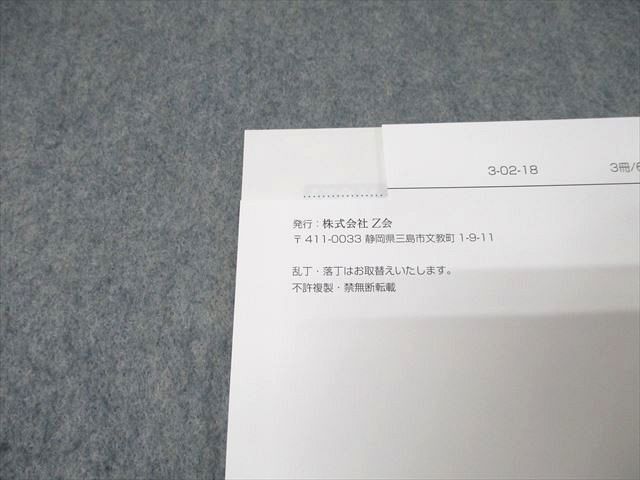 3-02-18 3冊/6
発行：株式会社 Z会
〒411-0033 静岡県三島市文教町 1-9-11
乱丁・落丁はお取替えいたします。
不許複製・禁無断転載